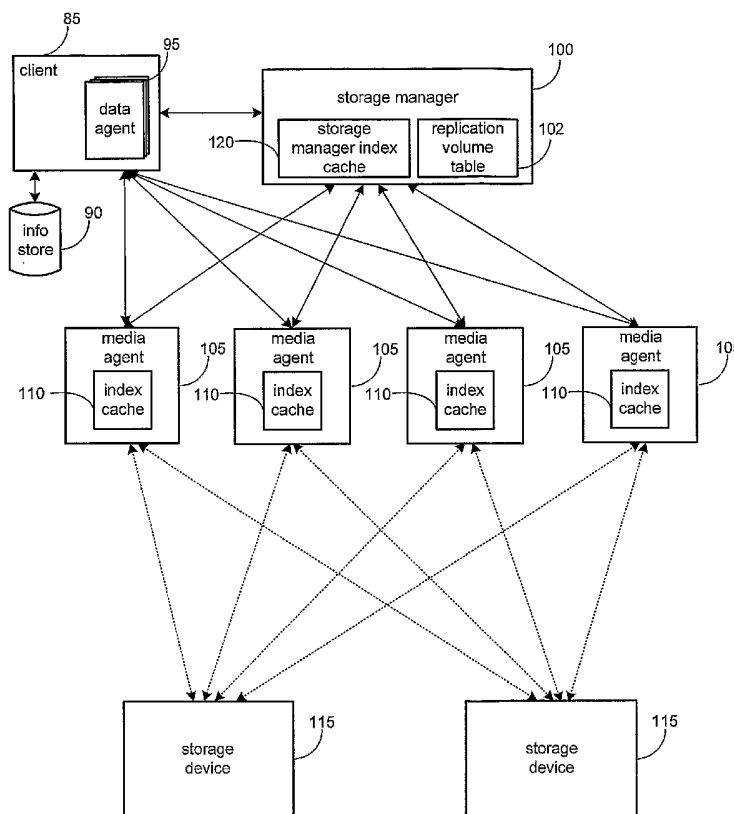 85
95
client
data
agent
100
storage manager
120
storage
manager index
cache
replication
volume
table
102
90
info
store
media
agent
105
110
index
cache
media
agent
105
110
index
cache
media
agent
105
110
index
cache
media
agent
110
index
cache
storage
device
115
storage
device
115